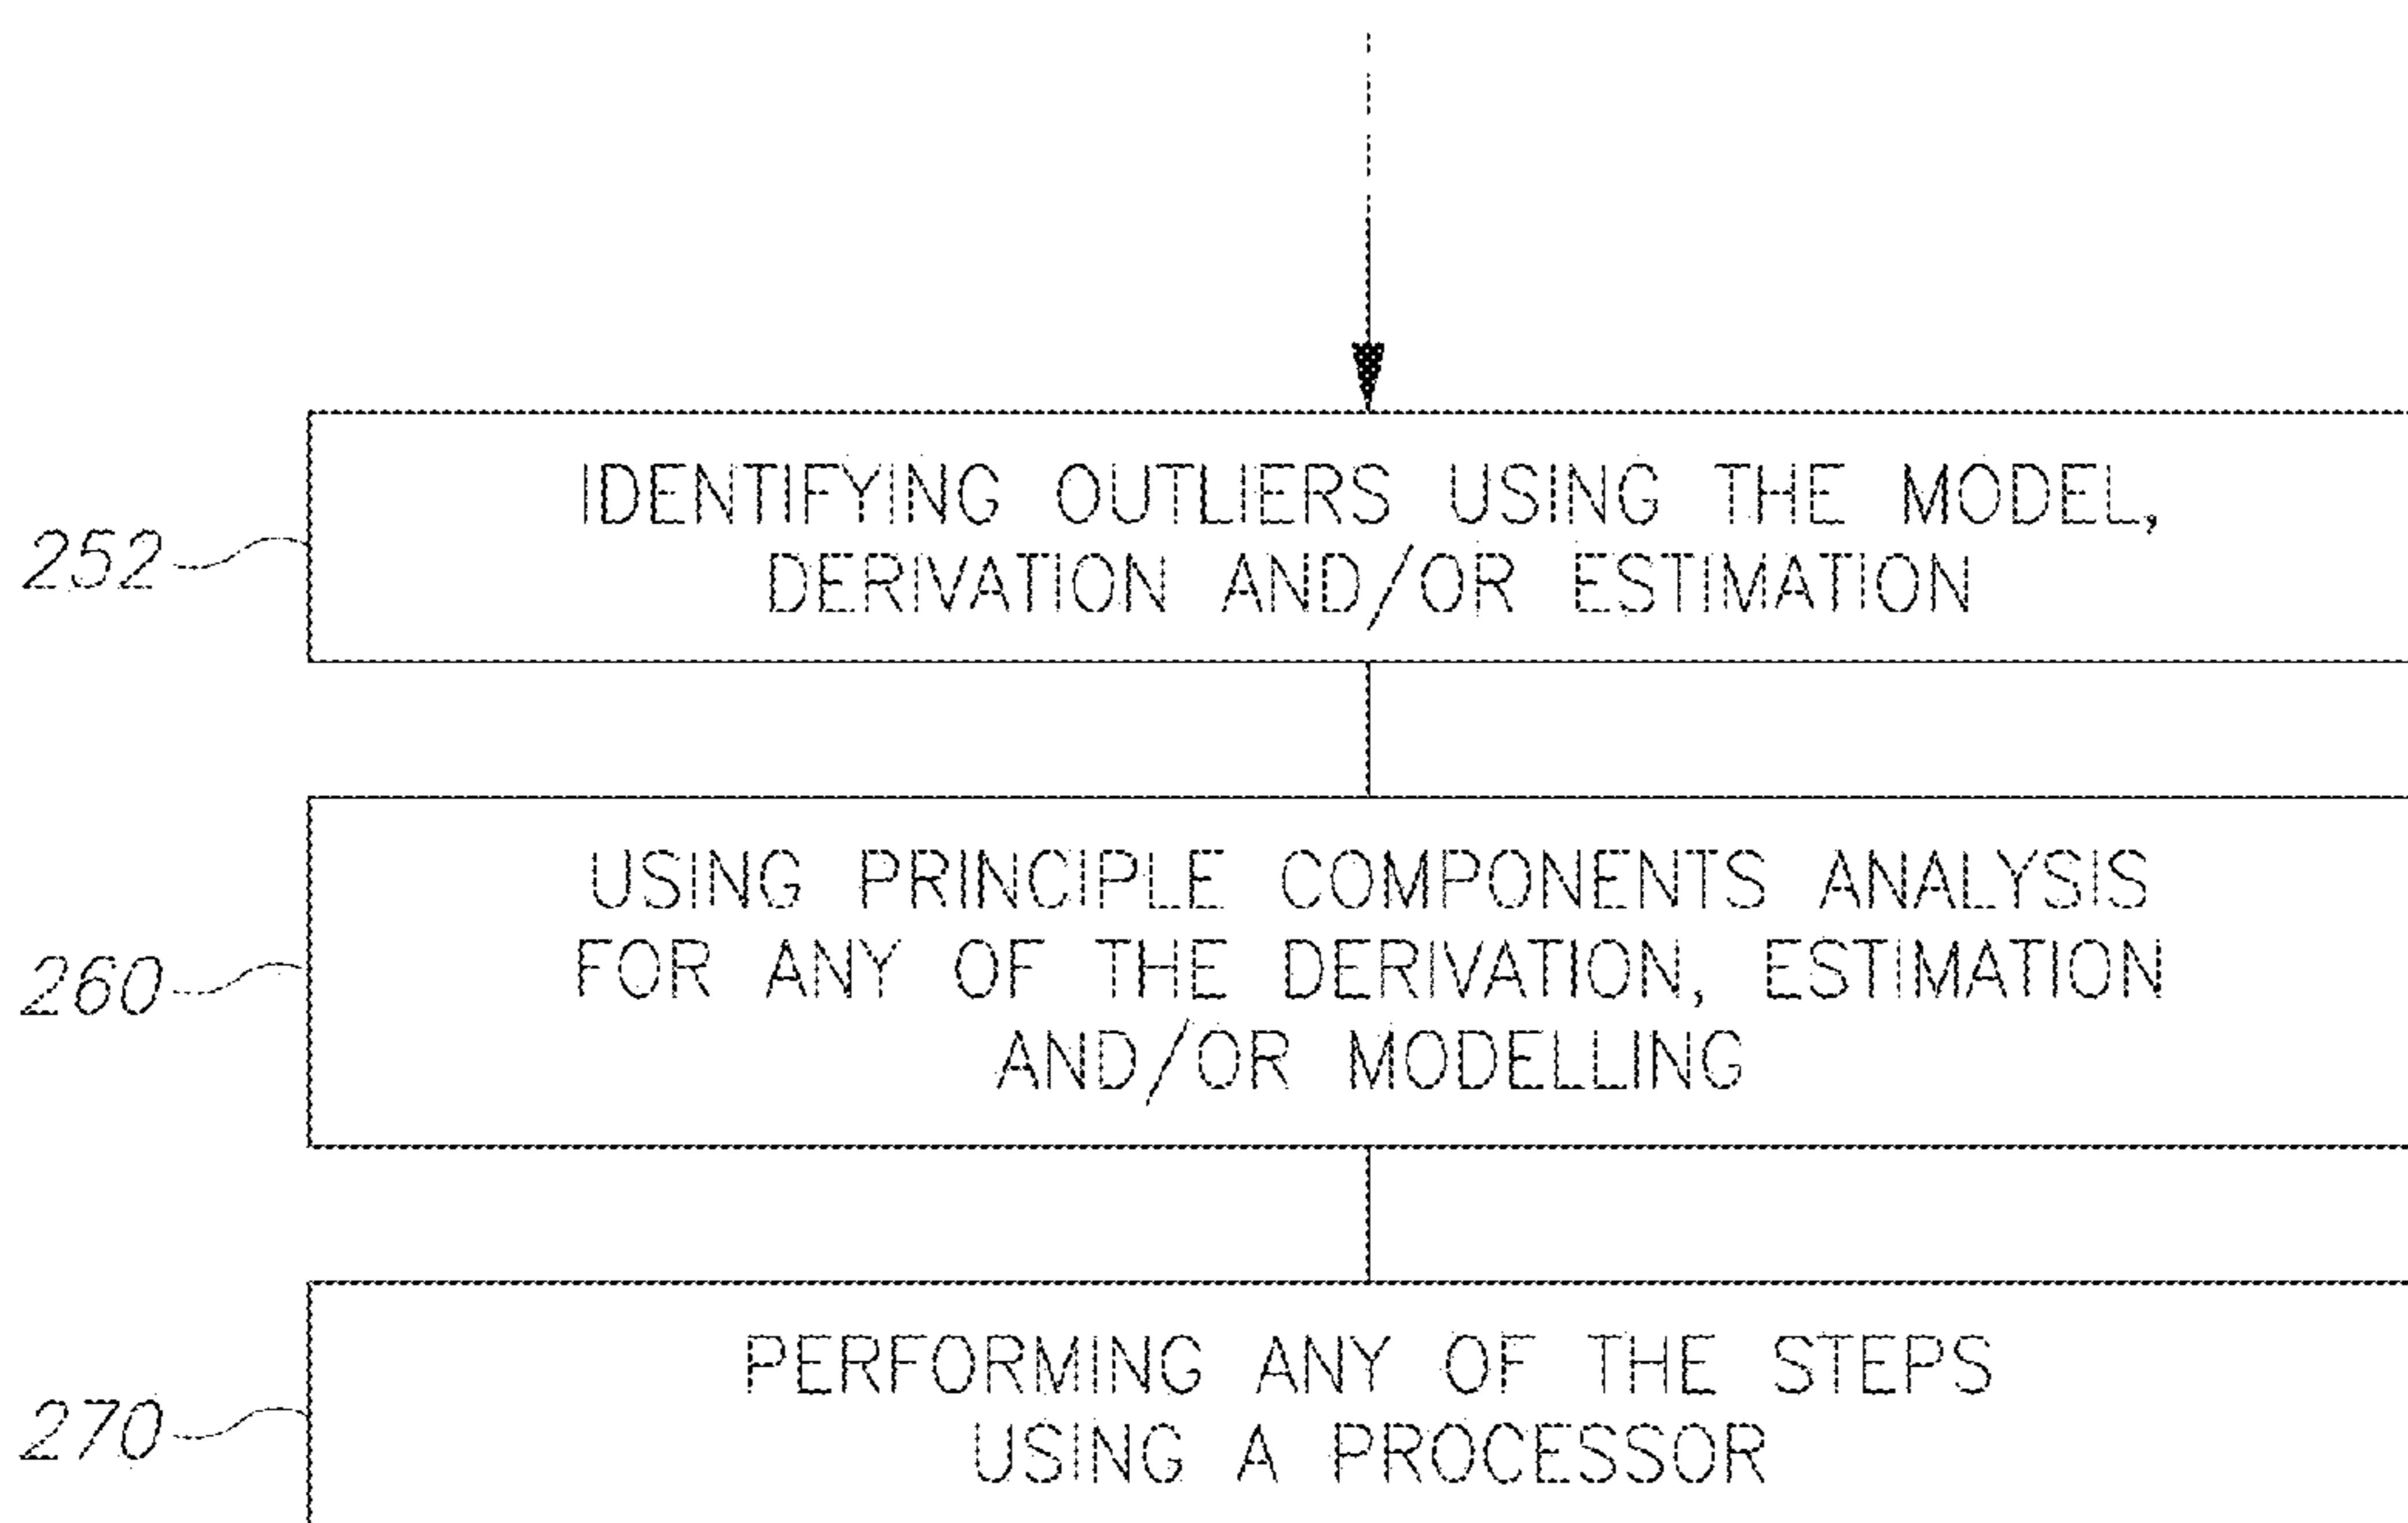 IDENTIFYING OUTLIERS USING THE MODEL,
DERIVATION AND/OR ESTIMATION
252
USING PRINCIPLE COMPONENTS ANALYSIS
FOR ANY OF THE DERIVATION, ESTIMATION
AND/OR MODELLING
260
PERFORMING ANY OF THE STEPS
USING A PROCESSOR
270